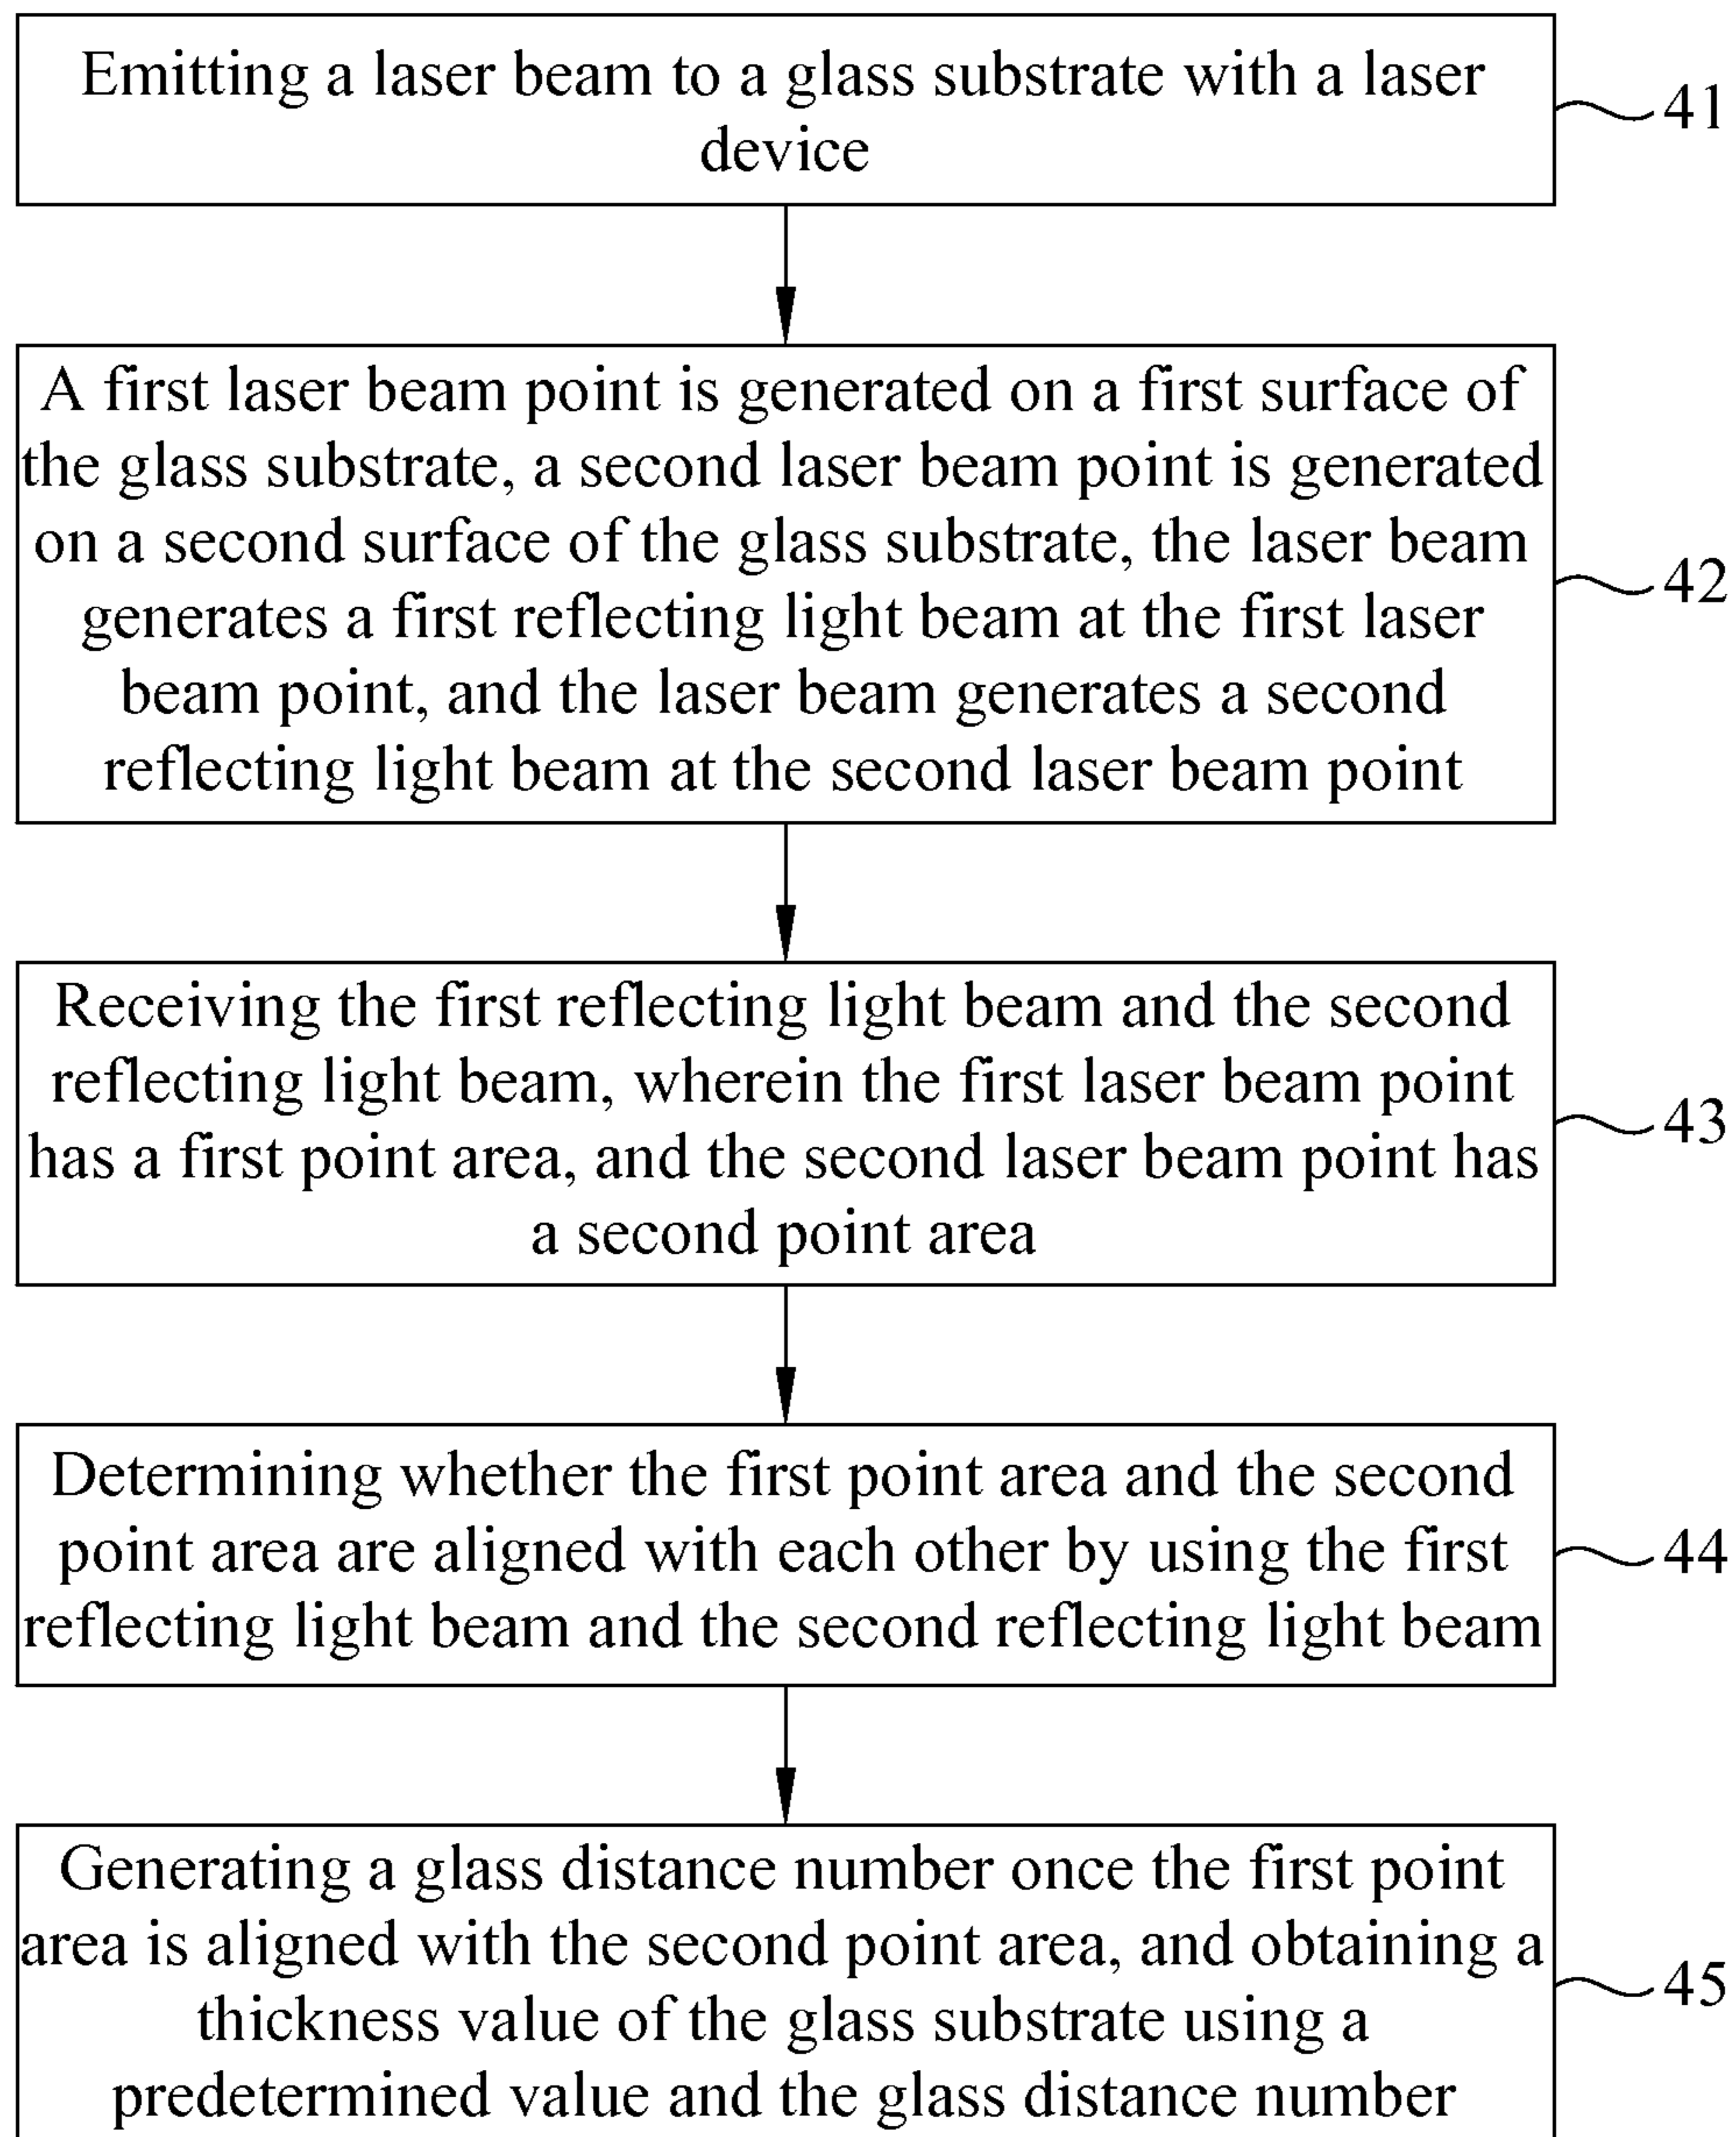 Emitting a laser beam to a glass substrate with a laser
device
41
A first laser beam point is generated on a first surface of
the glass substrate, a second laser beam point is generated
on a second surface of the glass substrate, the laser beam
generates a first reflecting light beam at the first laser
beam point, and the laser beam generates a second
reflecting light beam at the second laser beam point
42
Receiving the first reflecting light beam and the second
reflecting light beam, wherein the first laser beam point
has a first point area, and the second laser beam point has
a second point area
43
Determining whether the first point area and the second
point area are aligned with each other by using the first
reflecting light beam and the second reflecting light beam
44
Generating a glass distance number once the first point
area is aligned with the second point area, and obtaining a
thickness value of the glass substrate using a
predetermined value and the glass distance number
45